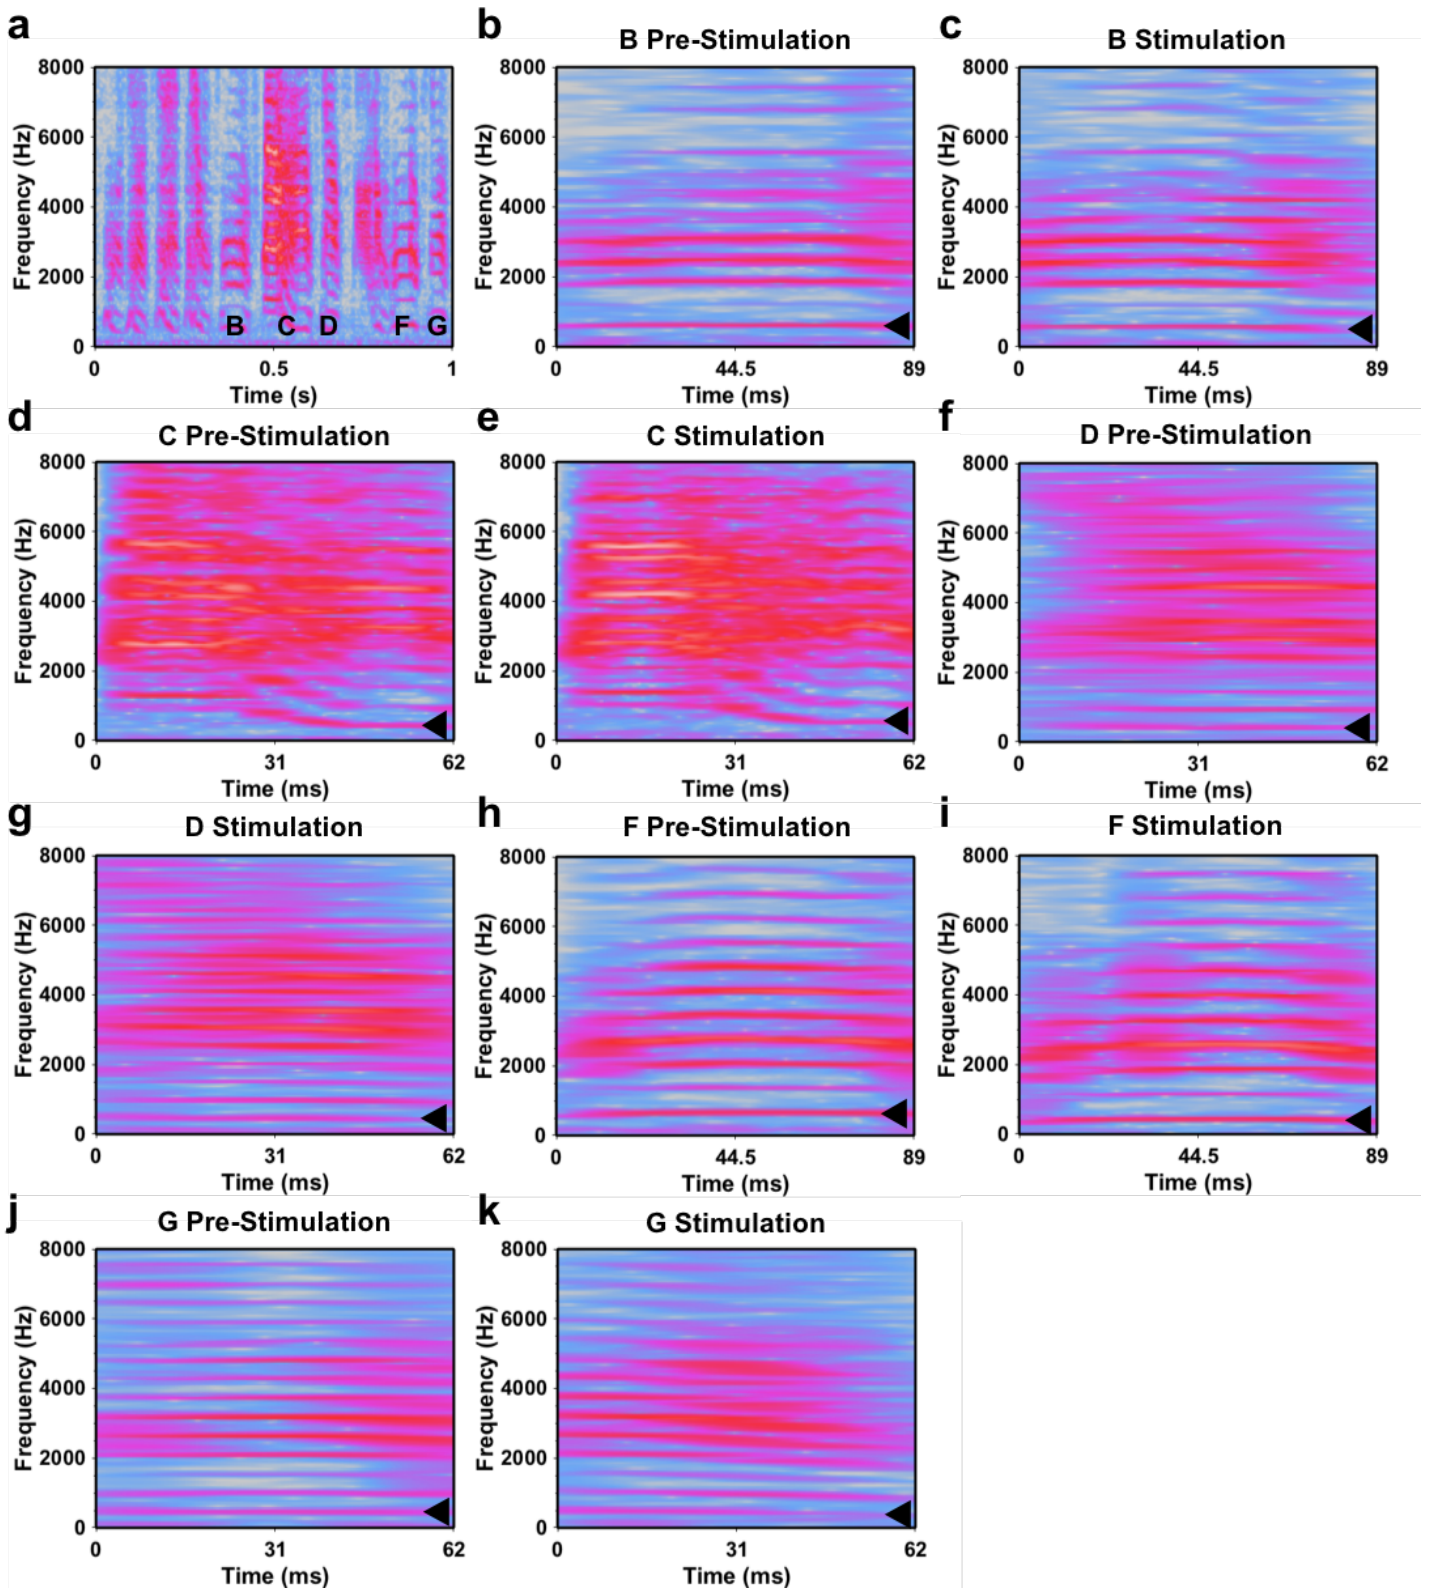 a
8000
6000
4000
2000
0
Frequency (Hz)
B
C
D
F
G
0
0.5
1
Time (s)
b
B Pre-Stimulation
8000
6000
4000
2000
0
Frequency (Hz)
0
44.5
89
Time (ms)
c
B Stimulation
8000
6000
4000
2000
0
Frequency (Hz)
0
44.5
89
Time (ms)
d
C Pre-Stimulation
8000
6000
4000
2000
0
Frequency (Hz)
0
31
62
Time (ms)
e
C Stimulation
8000
6000
4000
2000
0
Frequency (Hz)
0
31
62
Time (ms)
f
D Pre-Stimulation
8000
6000
4000
2000
0
Frequency (Hz)
0
31
62
Time (ms)
g
D Stimulation
8000
6000
4000
2000
0
Frequency (Hz)
0
31
62
Time (ms)
h
F Pre-Stimulation
8000
6000
4000
2000
0
Frequency (Hz)
0
44.5
89
Time (ms)
i
F Stimulation
8000
6000
4000
2000
0
Frequency (Hz)
0
44.5
89
Time (ms)
j
G Pre-Stimulation
8000
6000
4000
2000
0
Frequency (Hz)
0
31
62
Time (ms)
k
G Stimulation
8000
6000
4000
2000
0
Frequency (Hz)
0
31
62
Time (ms)